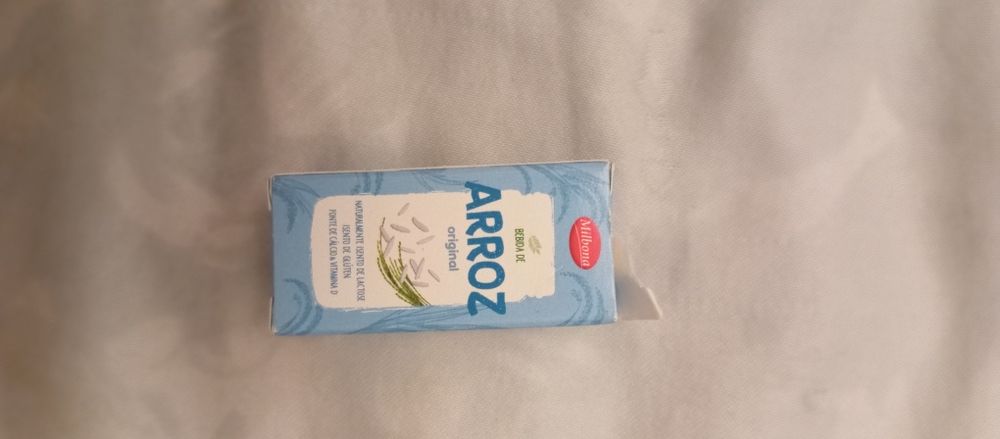 Milbona
BEBIDA DE
ARROZ
original
NATURALMENTE ISENTO DE LACTOSE
ISENTO DE GLÚTEN
FONTE DE CÁLCIO & VITAMINA D